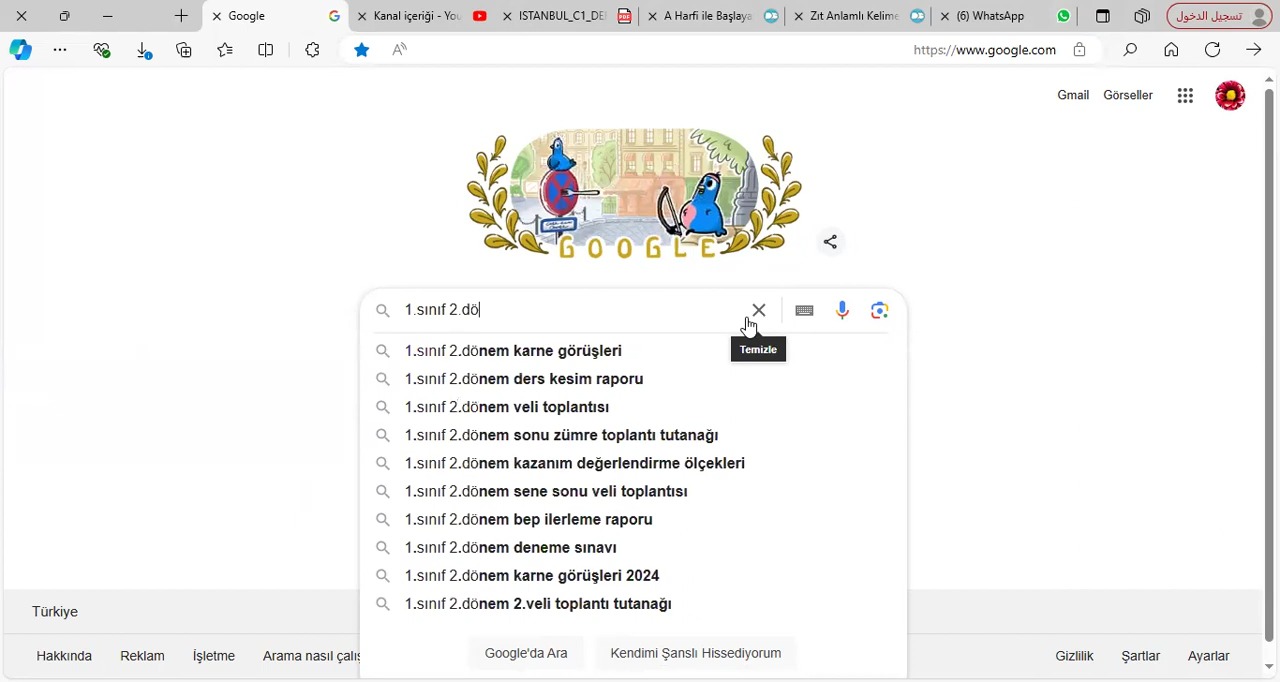 Google
Kanal içeriği - You
ISTANBUL_C1_DE
A Harfi ile Başlaya
Zıt Anlamlı Kelime
(6) WhatsApp
تسجيل الدخول
https://www.google.com
Gmail Görseller
GOOGLE
1.sınıf 2.dö
Temizle
1.sınıf 2.dönem karne görüşleri
1.sınıf 2.dönem ders kesim raporu
1.sınıf 2.dönem veli toplantısı
1.sınıf 2.dönem sonu zümre toplantı tutanağı
1.sınıf 2.dönem kazanım değerlendirme ölçekleri
1.sınıf 2.dönem sene sonu veli toplantısı
1.sınıf 2.dönem bep ilerleme raporu
1.sınıf 2.dönem deneme sınavı
1.sınıf 2.dönem karne görüşleri 2024
1.sınıf 2.dönem 2.veli toplantı tutanağı
Google'da Ara Kendimi Şanslı Hissediyorum
Türkiye
Hakkında Reklam İşletme Arama nasıl çalış Gizlilik Şartlar Ayarlar